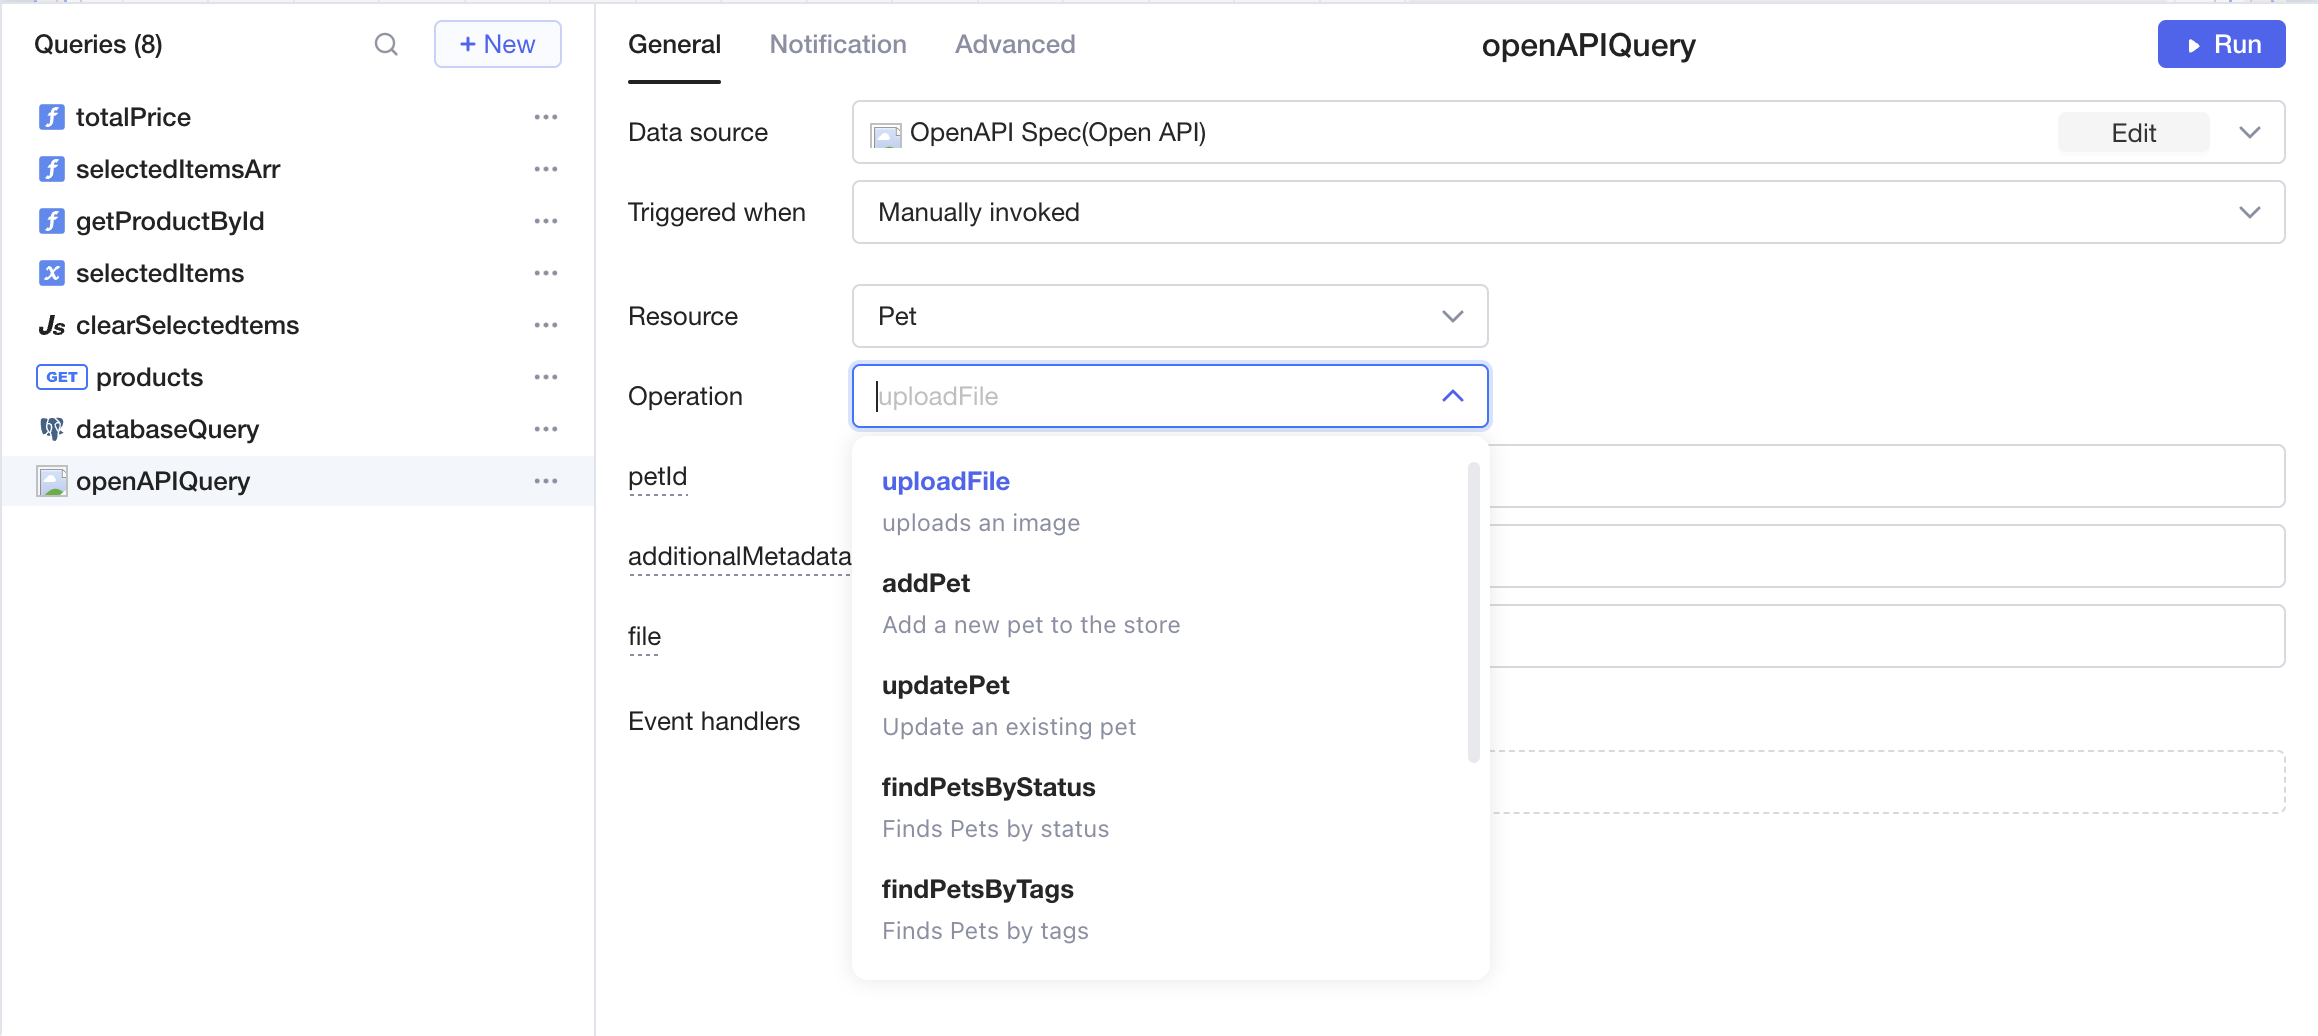 Queries (8)
+ New
totalPrice
selectedItemsArr
getProductById
selectedItems
Js clearSelectedtems
GET products
databaseQuery
openAPIQuery
General Notification Advanced
openAPIQuery
Run
Data source
OpenAPI Spec(Open API)
Edit
Triggered when
Manually invoked
Resource
Pet
Operation
uploadFile
petId
additionalMetadata
file
Event handlers
uploadFile
uploads an image
addPet
Add a new pet to the store
updatePet
Update an existing pet
findPetsByStatus
Finds Pets by status
findPetsByTags
Finds Pets by tags